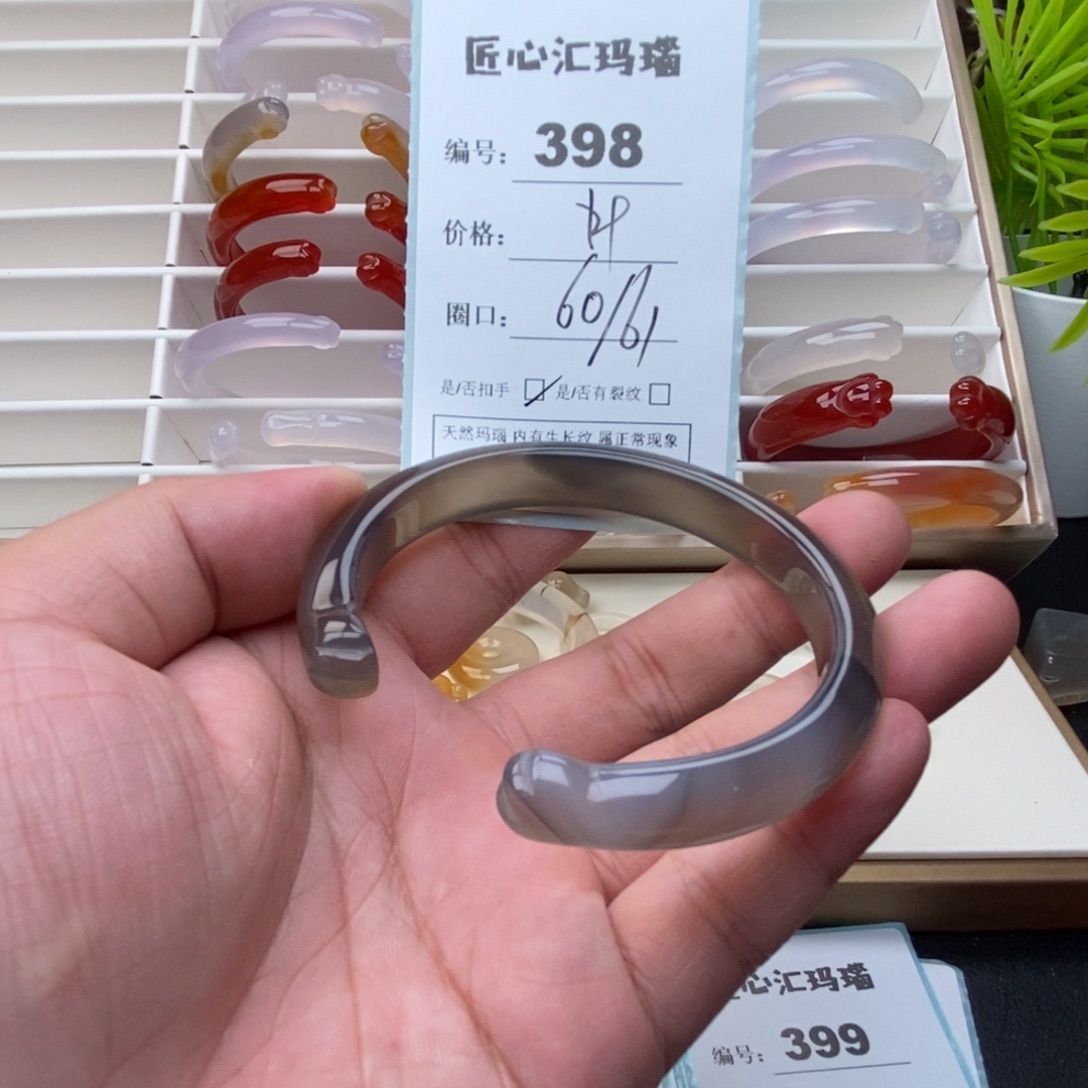 匠心汇玛瑙
编号: 398
价格:
圈口: 60/61
是/否扣手 是/否有裂纹
天然玛瑙 内有生长纹 属正常现象
心汇玛瑙
编号: 399